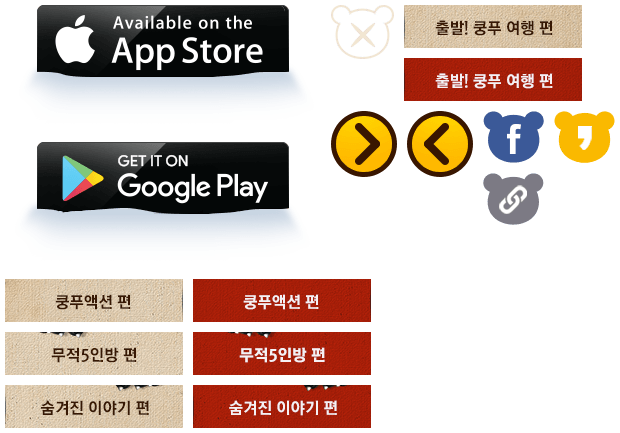 Available on the
App Store
출발! 쿵푸 여행 편
출발! 쿵푸 여행 편
GET IT ON
Google Play
쿵푸액션 편
쿵푸액션 편
무적5인방 편
무적5인방 편
숨겨진 이야기 편
숨겨진 이야기 편